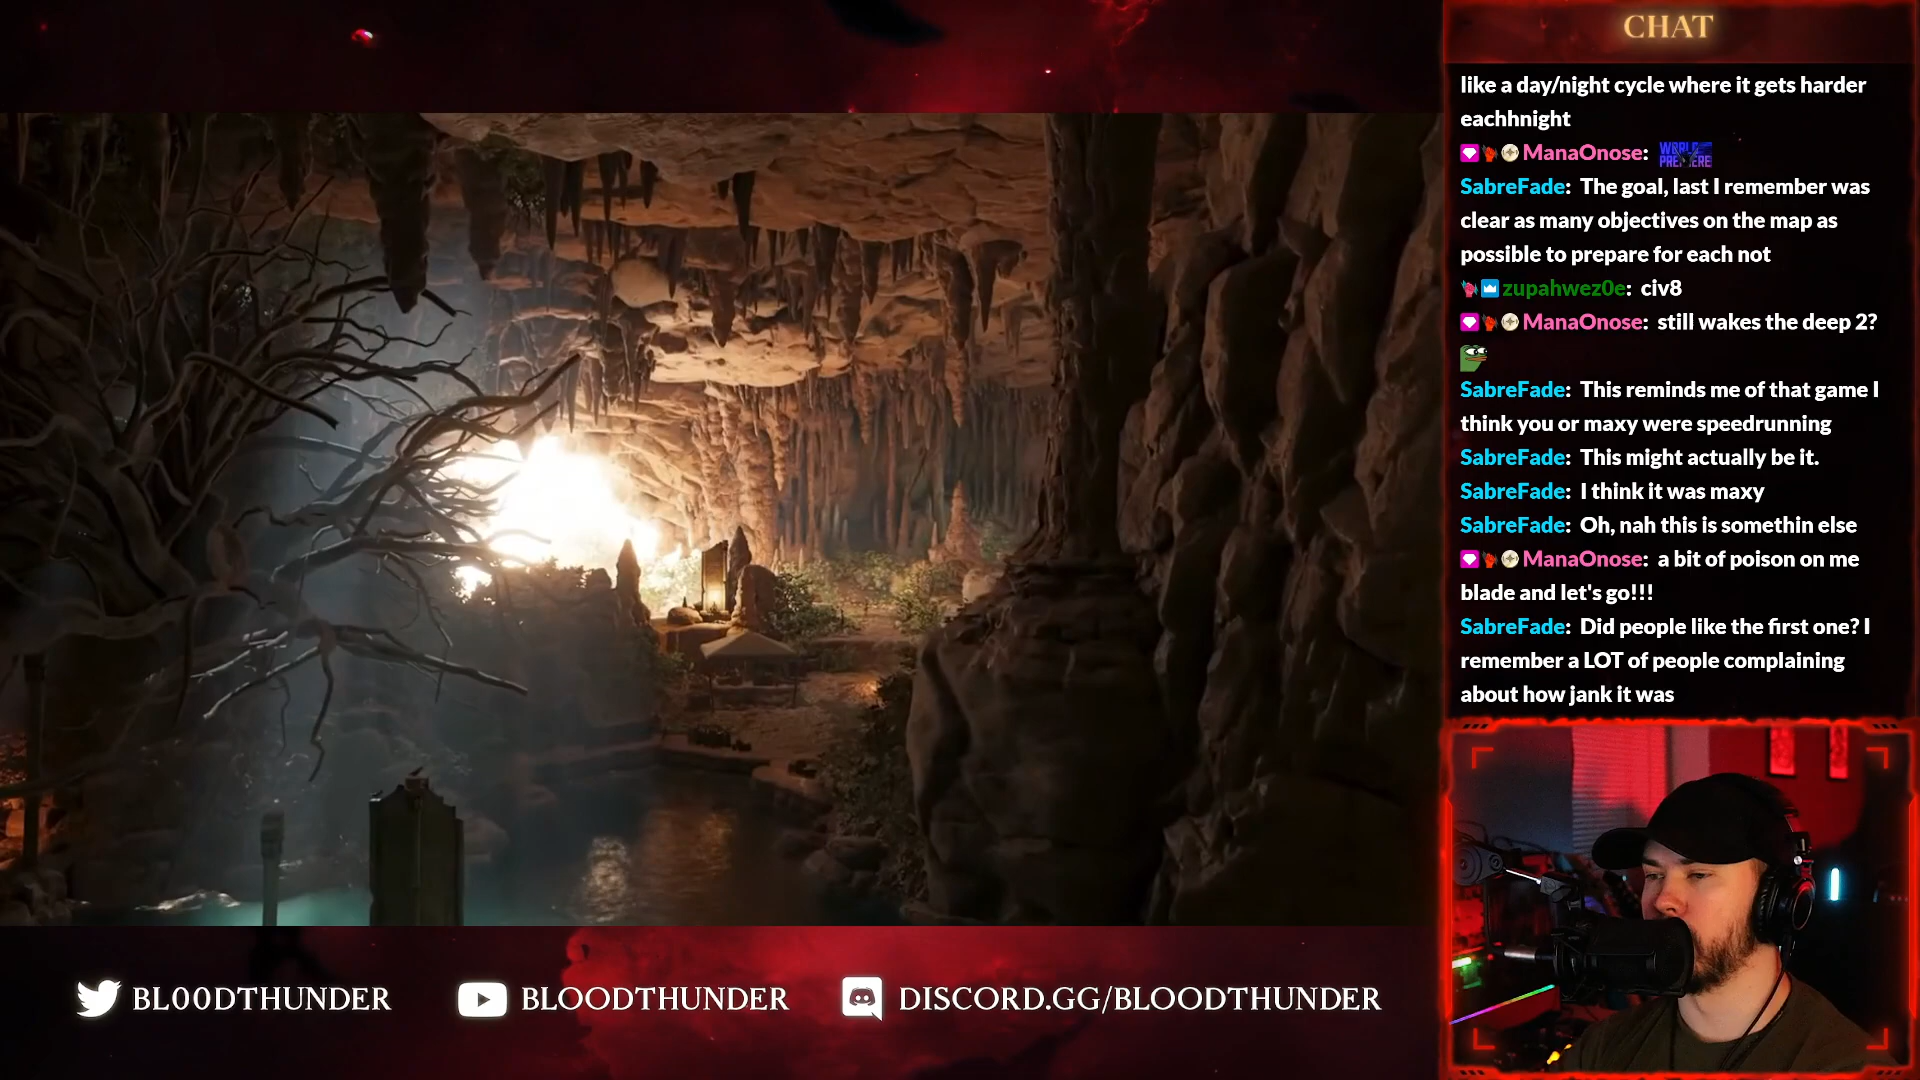 CHAT
like a day/night cycle where it gets harder
eachhnight
ManaOnose: WORLD PREMIERE
SabreFade: The goal, last I remember was
clear as many objectives on the map as
possible to prepare for each not
zupahwez0e: civ8
ManaOnose: still wakes the deep 2?
SabreFade: This reminds me of that game I
think you or maxy were speedrunning
SabreFade: This might actually be it.
SabreFade: I think it was maxy
SabreFade: Oh, nah this is somethin else
ManaOnose: a bit of poison on me
blade and let's go!!!
SabreFade: Did people like the first one? I
remember a LOT of people complaining
about how jank it was
BL00DTHUNDER
BLOODTHUNDER
DISCORD.GG/BLOODTHUNDER